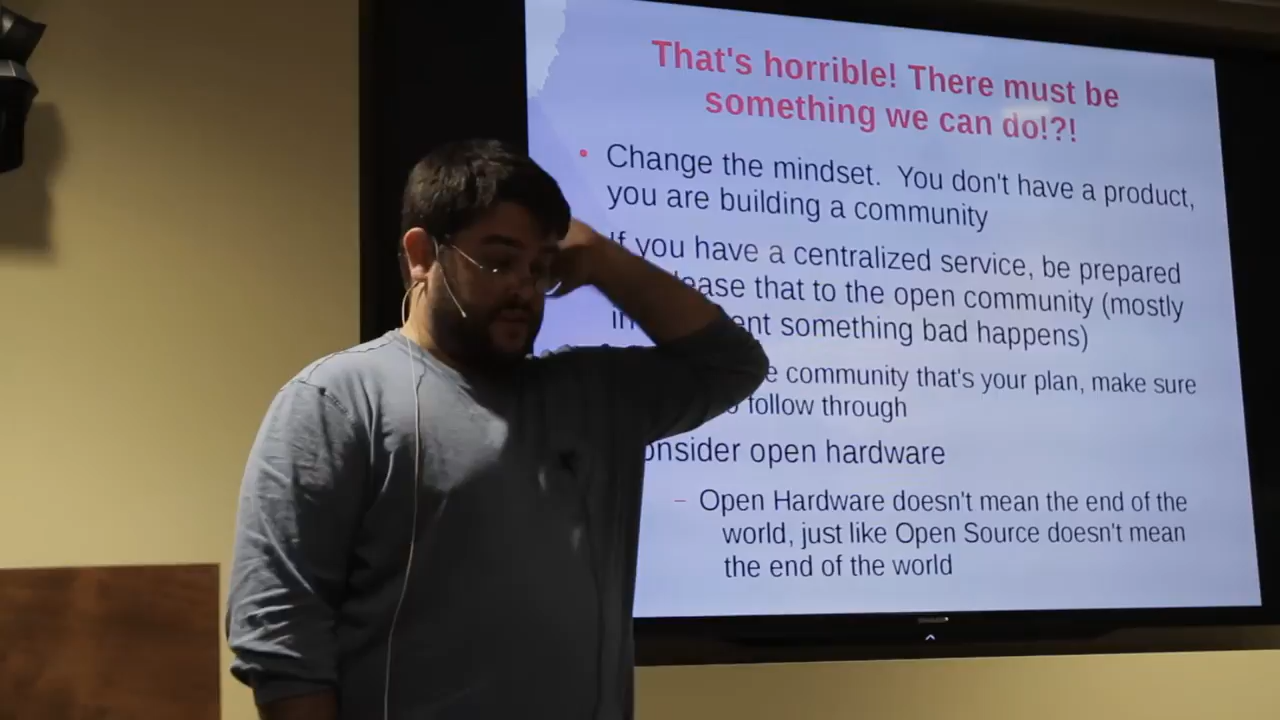 That's horrible! There must be
something we can do!?!
• Change the mindset. You don't have a product,
you are building a community
If you have a centralized service, be prepared
that to the open community (mostly
something bad happens)
community that's your plan, make sure
follow through
open hardware
– Open Hardware doesn't mean the end of the
world, just like Open Source doesn't mean
the end of the world